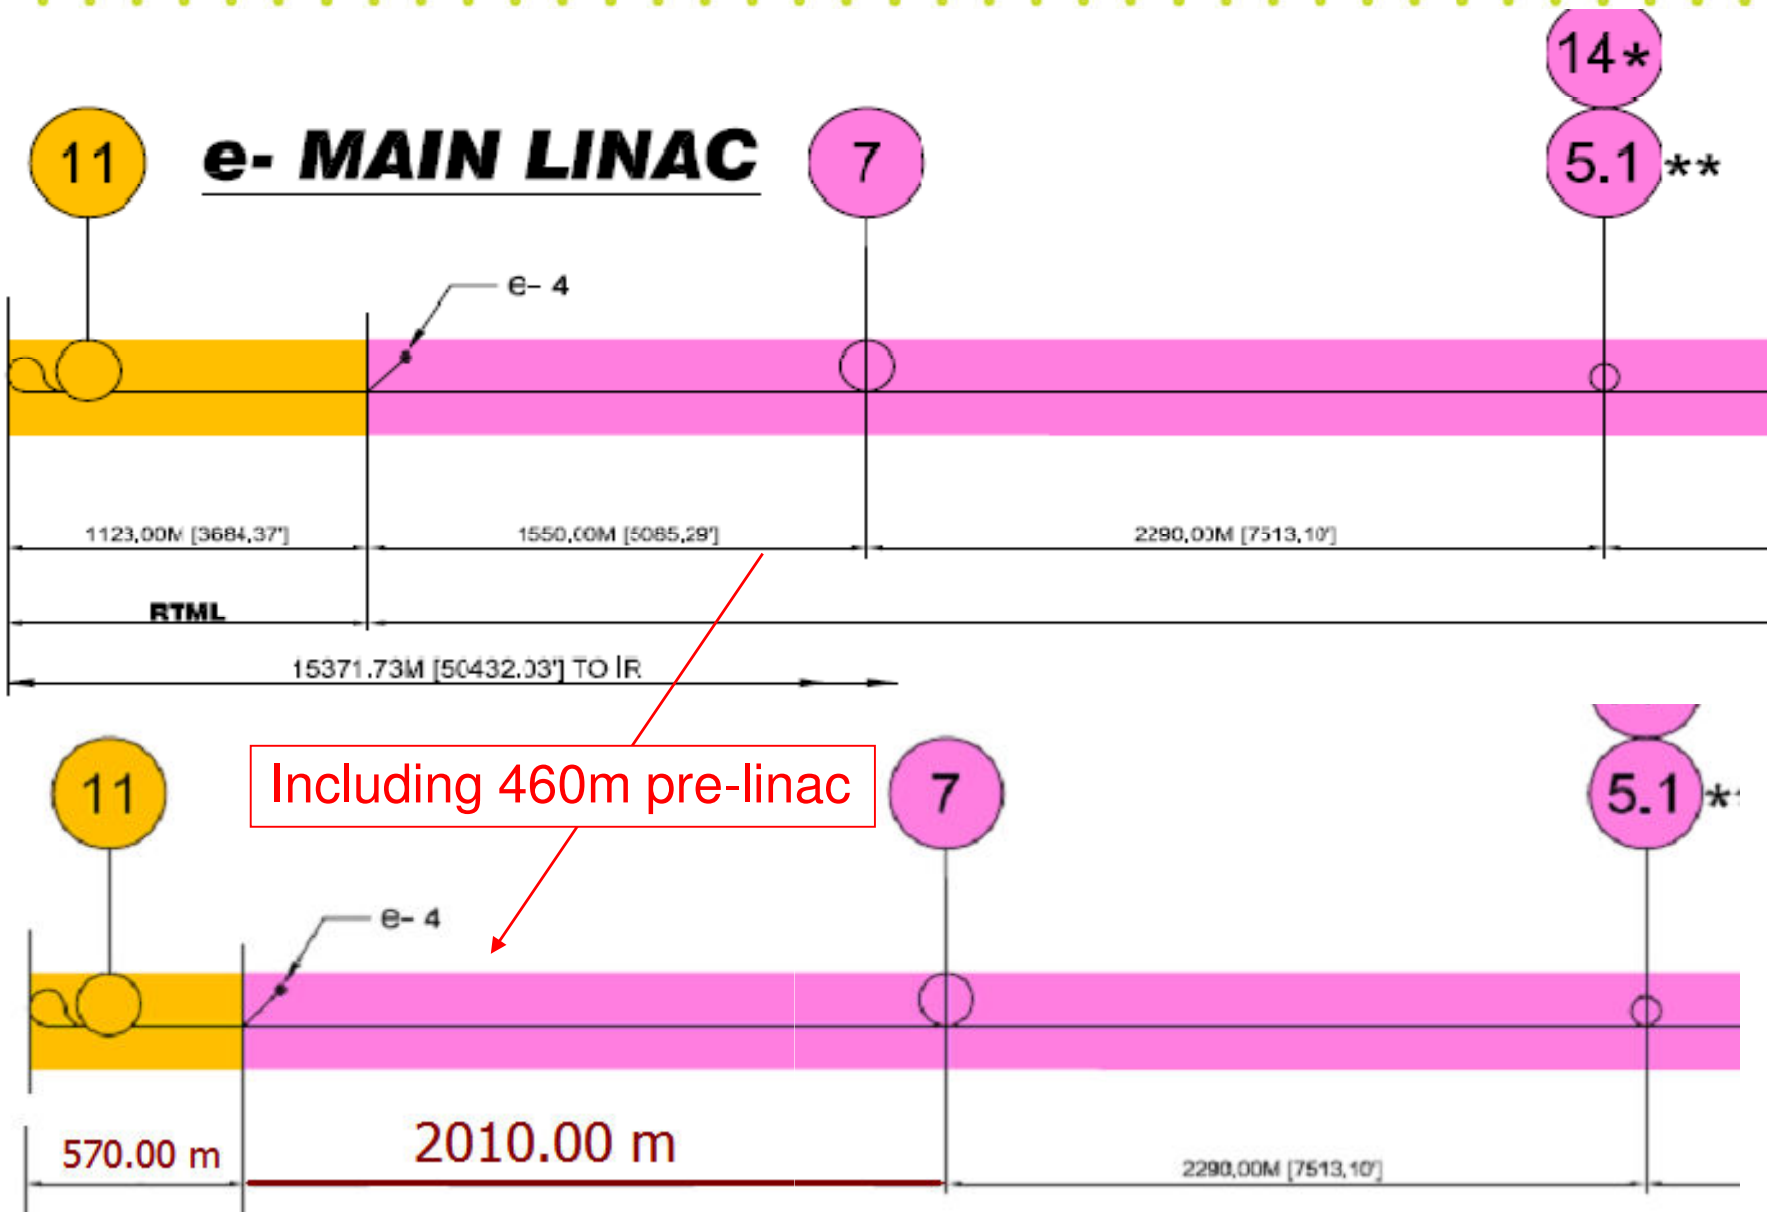 14*
11
e- MAIN LINAC
7
5.1 **
e- 4
1123,00M [3684,37']
1550,00M [5085,29']
2290,00M [7513,10']
RTML
15371.73M [50432.03'] TO IR
11
Including 460m pre-linac
7
5.1 **
e- 4
570.00 m
2010.00 m
2290,00M [7513,10']